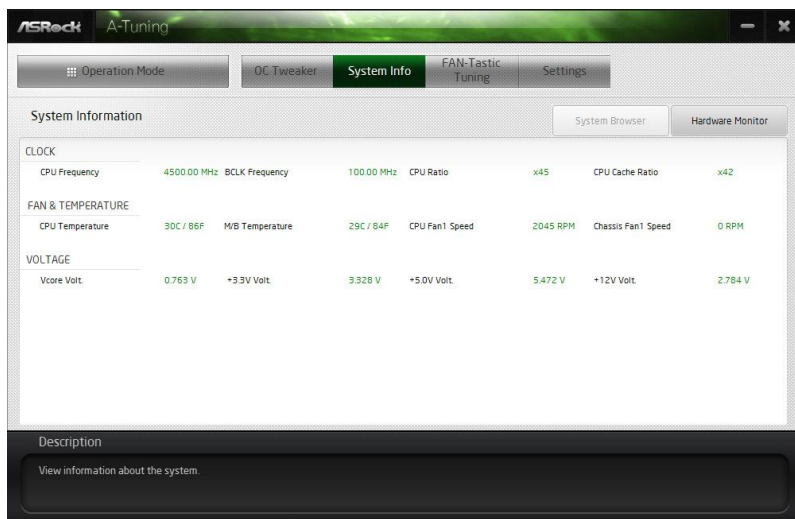 ASRock A-Tuning
Operation Mode OC Tweaker System Info FAN-Tastic Tuning Settings
System Information System Browser Hardware Monitor
CLOCK
CPU Frequency 4500.00 MHz BCLK Frequency 100.00 MHz CPU Ratio x45 CPU Cache Ratio x42
FAN & TEMPERATURE
CPU Temperature 30C / 86F M/B Temperature 29C / 84F CPU Fan1 Speed 2045 RPM Chassis Fan1 Speed 0 RPM
VOLTAGE
Vcore Volt. 0.763 V +3.3V Volt. 3.328 V +5.0V Volt. 5.472 V +12V Volt. 2.784 V
Description
View information about the system.